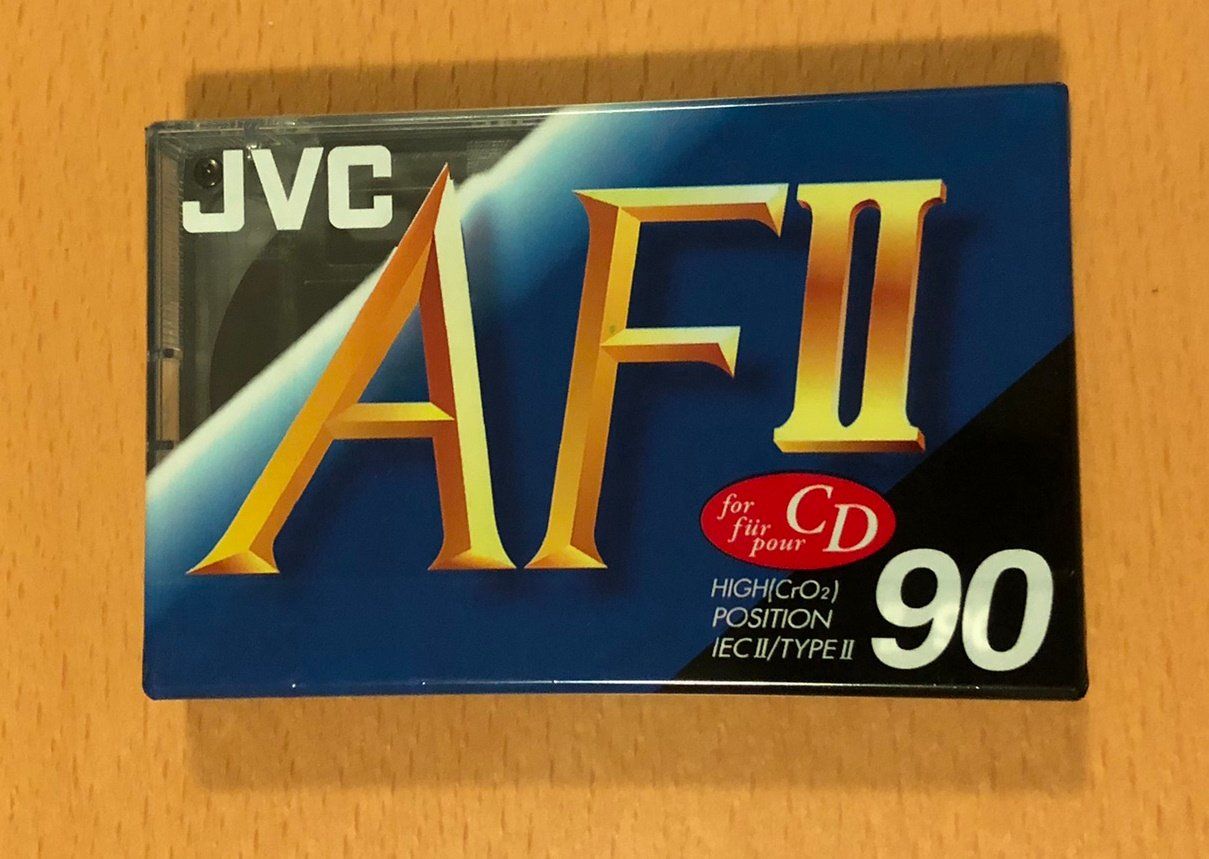 JVC
AFII
for
für
pour
CD
HIGH(CrO₂)
POSITION
IEC II/TYPE II
90